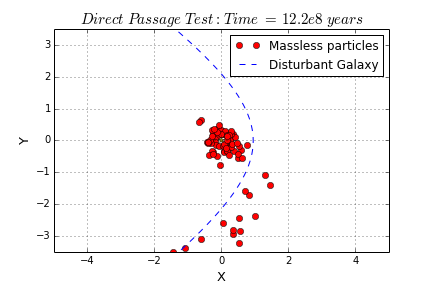 Direct Passage Test: Time = 12.2e8 years
Massless particles
Disturbant Galaxy
3
2
1
0
−1
−2
−3
Y
−4
−2
0
2
4
X